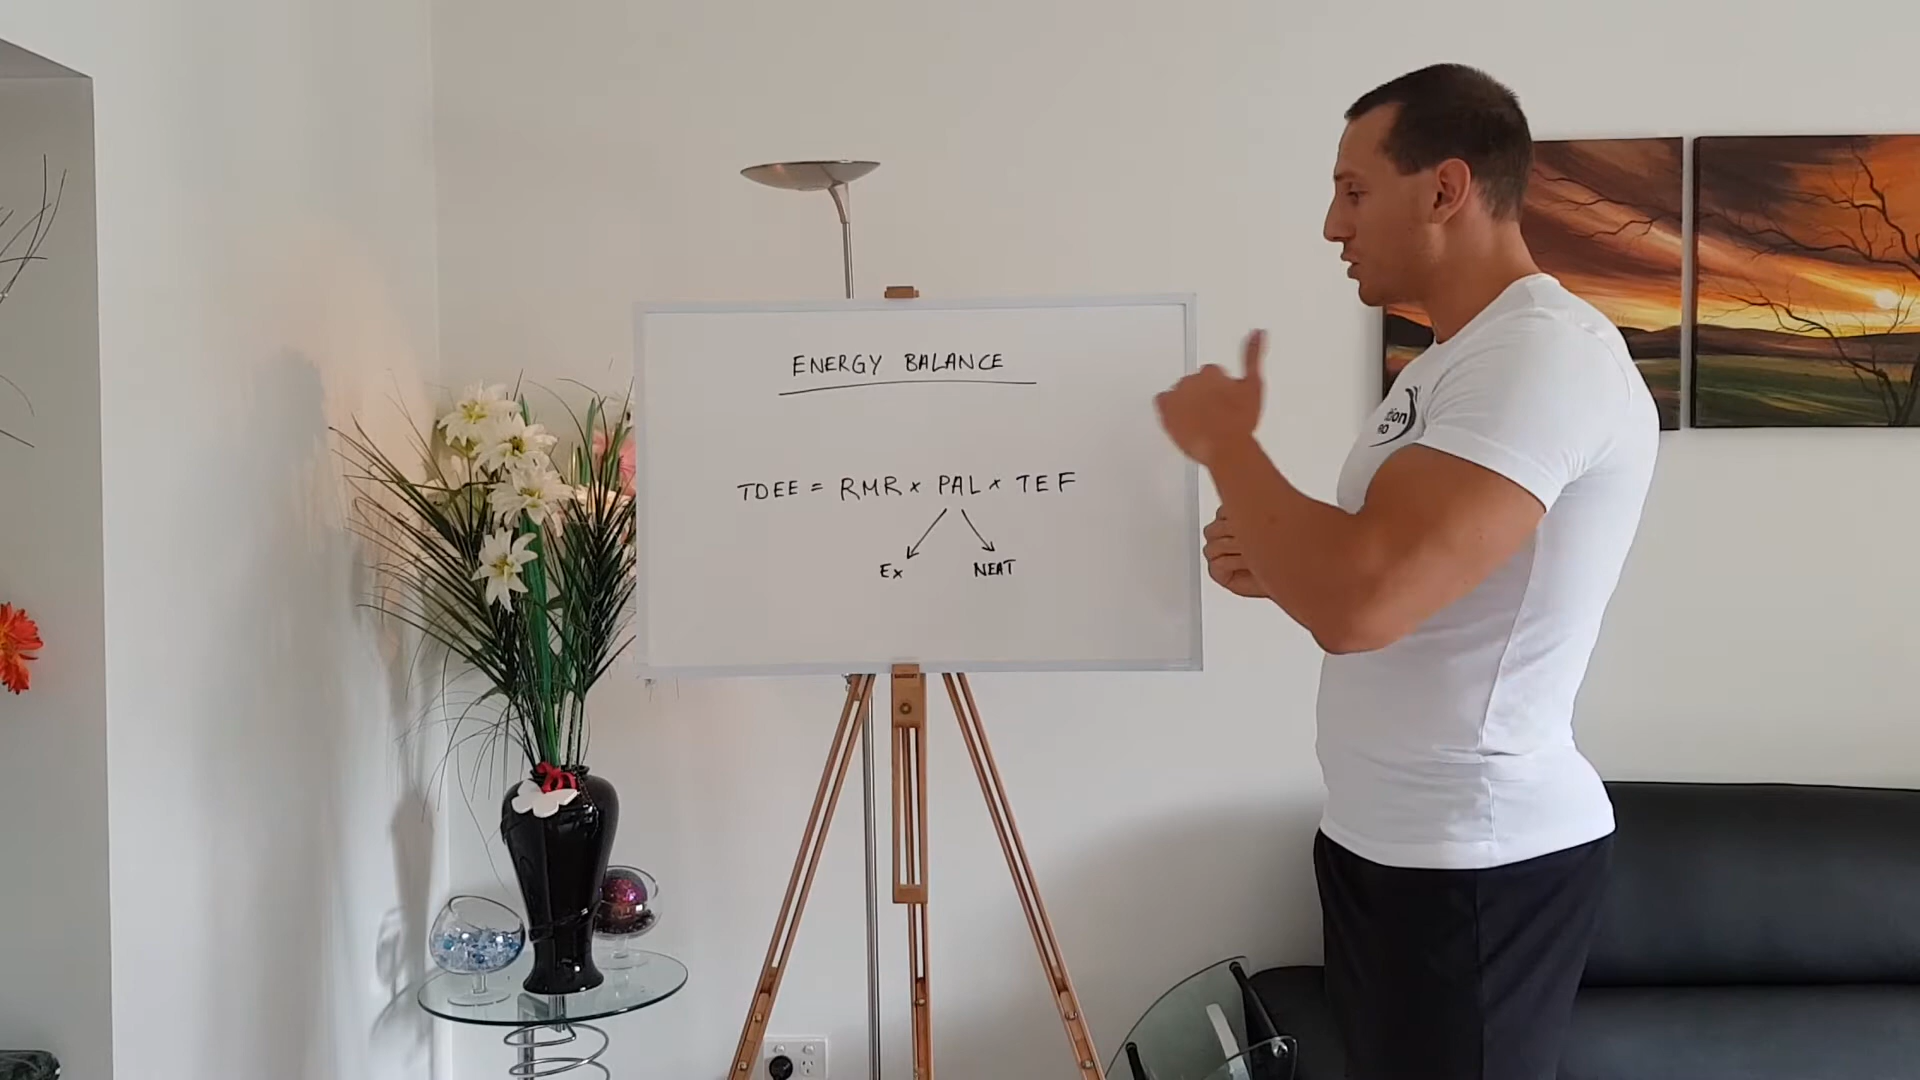 ENERGY BALANCE
TDEE = RMR × PAL × TEF
Ex NEAT